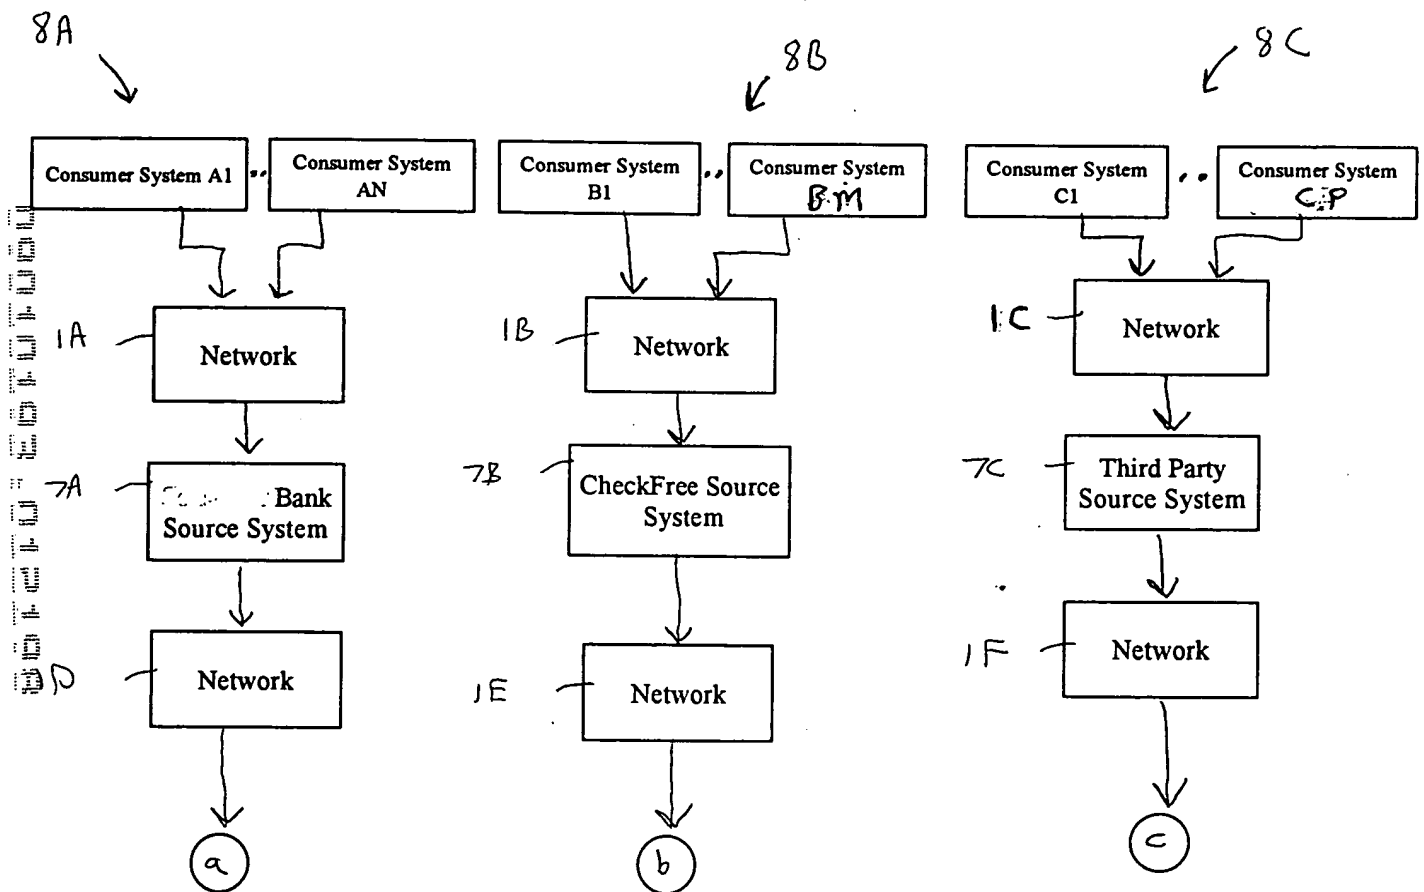 8A
8B
8C
Consumer System A1
..
Consumer System
AN
Consumer System
B1
..
Consumer System
BM
Consumer System
C1
..
Consumer System
CP
1A
Network
1B
Network
1C
Network
7A
Bank
Source System
7B
CheckFree Source
System
7C
Third Party
Source System
D
Network
1E
Network
1F
Network
a
b
c